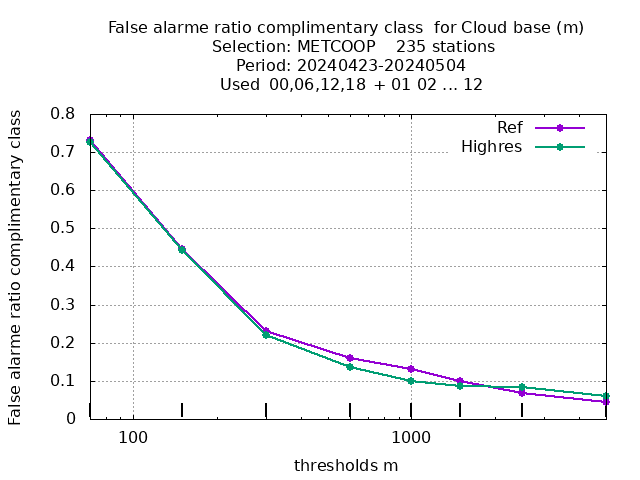 False alarme ratio complimentary class  for Cloud base (m)
Selection: METCOOP    235 stations
Period: 20240423-20240504
Used  00,06,12,18  + 01 02 ... 12
False alarme ratio complimentary class
0.8
0.7
0.6
0.5
0.4
0.3
0.2
0.1
0
Ref
Highres
100
1000
thresholds m